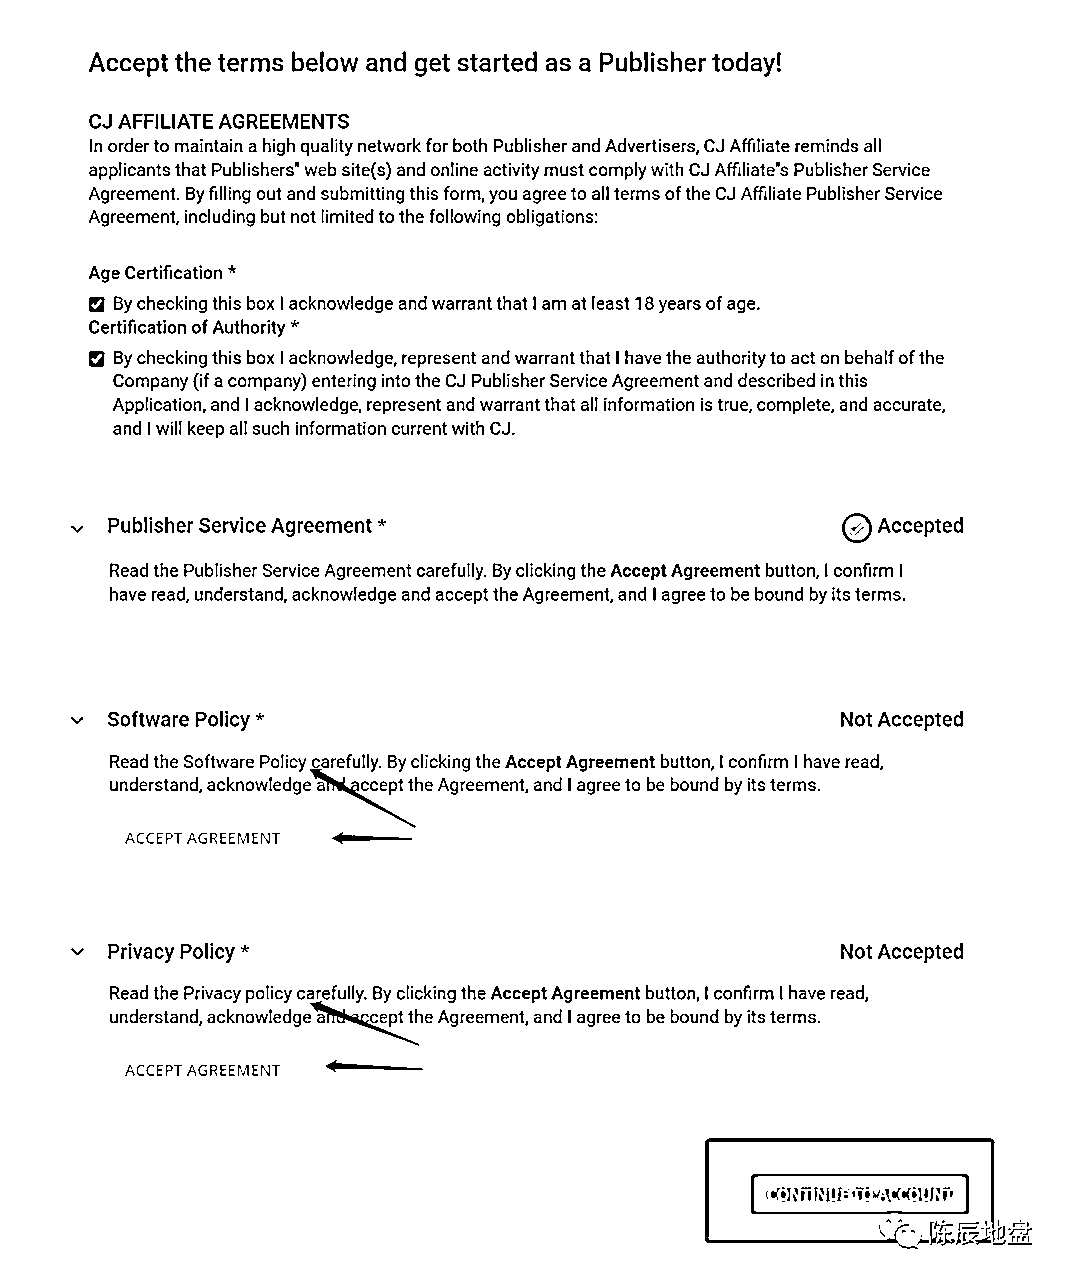 Accept the terms below and get started as a Publisher today!
CJ AFFILIATE AGREEMENTS
In order to maintain a high quality network for both Publisher and Advertisers, CJ Affiliate reminds all
applicants that Publishers' web site(s) and online activity must comply with CJ Affiliate's Publisher Service
Agreement. By filling out and submitting this form, you agree to all terms of the CJ Affiliate Publisher Service
Agreement, including but not limited to the following obligations:
Age Certification *
By checking this box I acknowledge and warrant that I am at least 18 years of age.
Certification of Authority *
By checking this box I acknowledge, represent and warrant that I have the authority to act on behalf of the
Company (if a company) entering into the CJ Publisher Service Agreement and described in this
Application, and I acknowledge, represent and warrant that all information is true, complete, and accurate,
and I will keep all such information current with CJ.
Publisher Service Agreement * Accepted
Read the Publisher Service Agreement carefully. By clicking the Accept Agreement button, I confirm I
have read, understand, acknowledge and accept the Agreement, and I agree to be bound by its terms.
Software Policy * Not Accepted
Read the Software Policy carefully. By clicking the Accept Agreement button, I confirm I have read,
understand, acknowledge and accept the Agreement, and I agree to be bound by its terms.
ACCEPT AGREEMENT
Privacy Policy * Not Accepted
Read the Privacy policy carefully. By clicking the Accept Agreement button, I confirm I have read,
understand, acknowledge and accept the Agreement, and I agree to be bound by its terms.
ACCEPT AGREEMENT
CONTINUE TO ACCOUNT
陈辰地盘